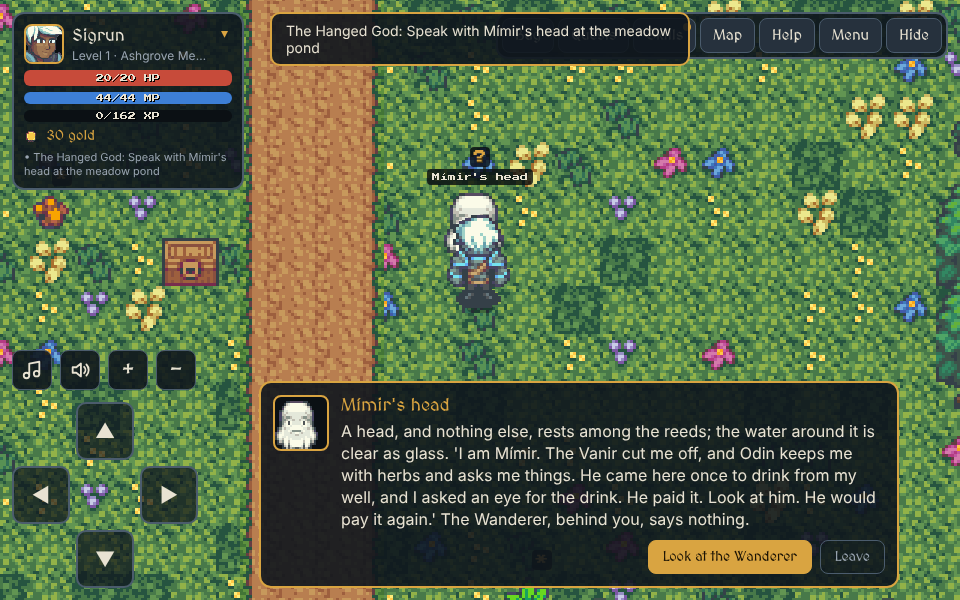 Sigrun
Level 1 · Ashgrove Me...
20/20 HP
44/44 MP
0/162 XP
30 gold
• The Hanged God: Speak with Mímir's
head at the meadow pond
The Hanged God: Speak with Mímir's head at the meadow
pond
Map
Help
Menu
Hide
?
Mímir's head
+
−
Mímir's head
A head, and nothing else, rests among the reeds; the water around it is
clear as glass. 'I am Mímir. The Vanir cut me off, and Odin keeps me
with herbs and asks me things. He came here once to drink from my
well, and I asked an eye for the drink. He paid it. Look at him. He would
pay it again.' The Wanderer, behind you, says nothing.
Look at the Wanderer
Leave